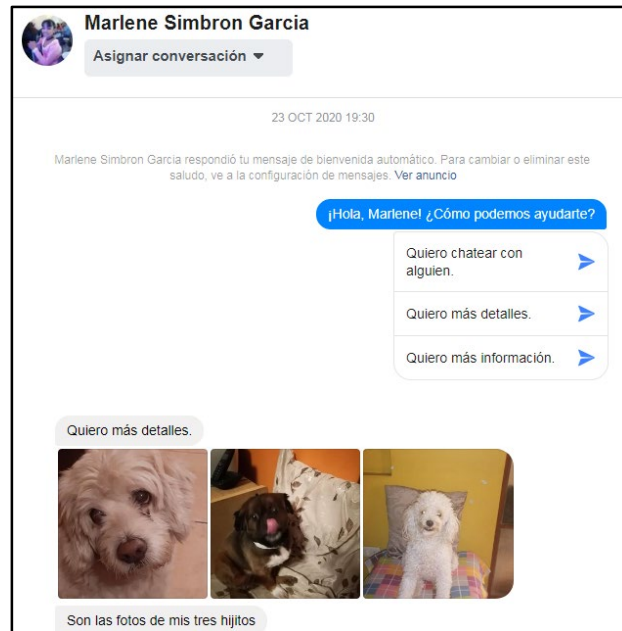 Marlene Simbron Garcia
Asignar conversación
23 OCT 2020 19:30
Marlene Simbron Garcia respondió tu mensaje de bienvenida automático. Para cambiar o eliminar este
saludo, ve a la configuración de mensajes. Ver anuncio
¡Hola, Marlene! ¿Cómo podemos ayudarte?
Quiero chatear con
alguien.
Quiero más detalles.
Quiero más información.
Quiero más detalles.
Son las fotos de mis tres hijitos